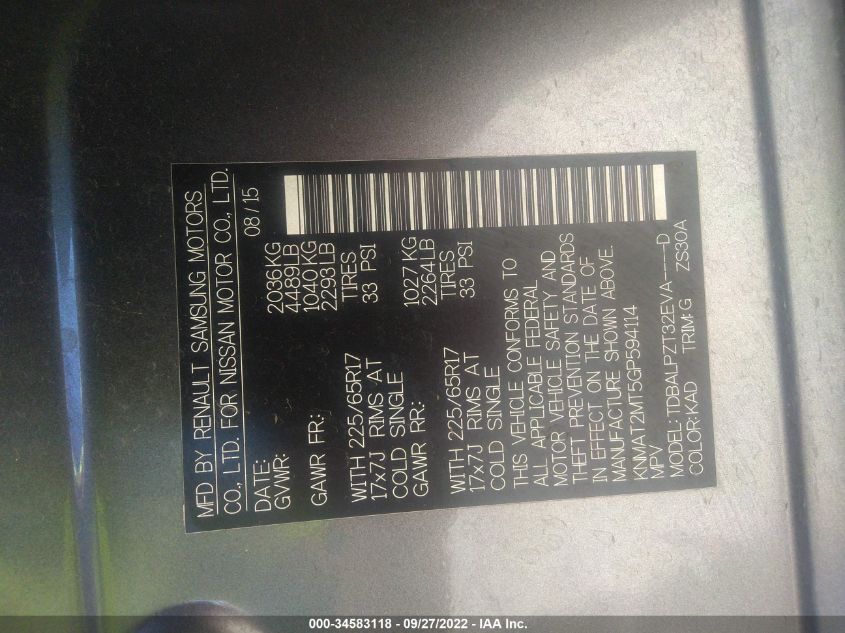 MFD BY RENAULT SAMSUNG MOTORS
CO., LTD. FOR NISSAN MOTOR CO., LTD.
DATE: 08/15
GVWR: 2036KG
4489LB
GAWR FR: 1040KG
2293LB
WITH 225/65R17 TIRES
17x7J RIMS AT 33 PSI
COLD SINGLE
GAWR RR: 1027KG
2264LB
WITH 225/65R17 TIRES
17x7J RIMS AT 33 PSI
COLD SINGLE
THIS VEHICLE CONFORMS TO
ALL APPLICABLE FEDERAL
MOTOR VEHICLE SAFETY AND
THEFT PREVENTION STANDARDS
IN EFFECT ON THE DATE OF
MANUFACTURE SHOWN ABOVE.
KNMAT2MT5GP594114
MPV
MODEL: TDBALPZT32EVA----D
COLOR:KAD TRIM:G ZS30A
000-34583118 - 09/27/2022 - IAA Inc.